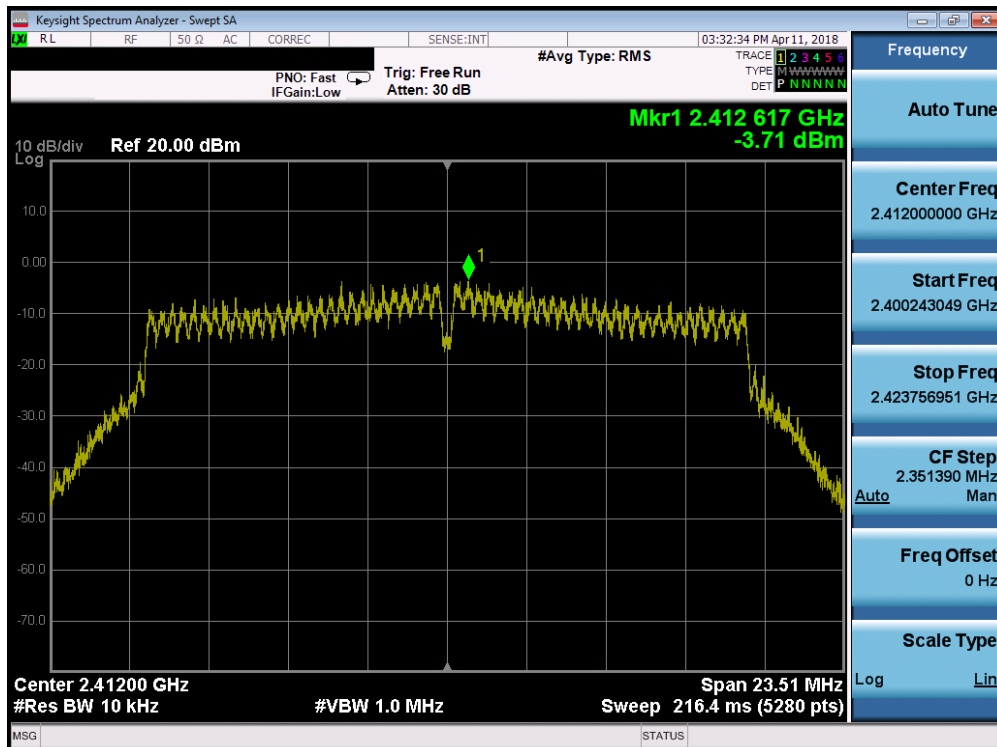 Keysight Spectrum Analyzer - Swept SA
LXI RL RF 50 Ω AC CORREC SENSE:INT 03:32:34 PM Apr 11, 2018
#Avg Type: RMS
TRACE 1 2 3 4 5 6
TYPE M WWWWW
DET P N N N N N
PNO: Fast
IFGain:Low
Trig: Free Run
Atten: 30 dB
Mkr1 2.412 617 GHz
-3.71 dBm
10 dB/div
Log
Ref 20.00 dBm
10.0
0.00
-10.0
-20.0
-30.0
-40.0
-50.0
-60.0
-70.0
1
Center 2.41200 GHz
Span 23.51 MHz
#Res BW 10 kHz
#VBW 1.0 MHz
Sweep 216.4 ms (5280 pts)
MSG
STATUS
Frequency
Auto Tune
Center Freq
2.412000000 GHz
Start Freq
2.400243049 GHz
Stop Freq
2.423756951 GHz
CF Step
2.351390 MHz
Auto Man
Freq Offset
0 Hz
Scale Type
Log Lin